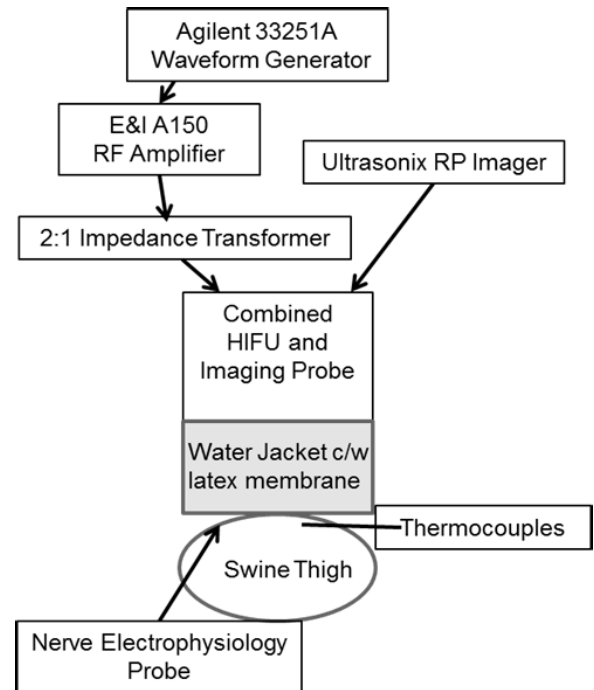 Agilent 33251A
Waveform Generator
E&I A150
RF Amplifier
Ultrasonix RP Imager
2:1 Impedance Transformer
Combined
HIFU and
Imaging Probe
Water Jacket c/w
latex membrane
Thermocouples
Swine Thigh
Nerve Electrophysiology
Probe